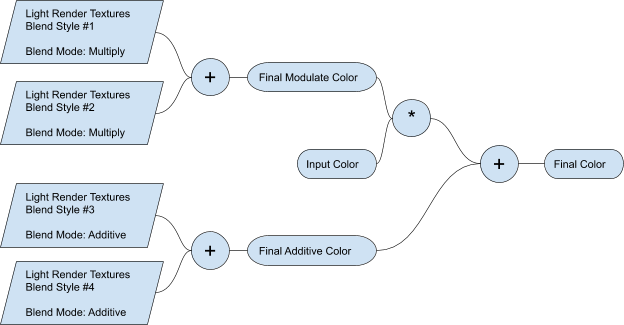 Light Render Textures
Blend Style #1
Blend Mode: Multiply
+
Final Modulate Color
Light Render Textures
Blend Style #2
Blend Mode: Multiply
*
Input Color
+
Final Color
Light Render Textures
Blend Style #3
Blend Mode: Additive
+
Final Additive Color
Light Render Textures
Blend Style #4
Blend Mode: Additive